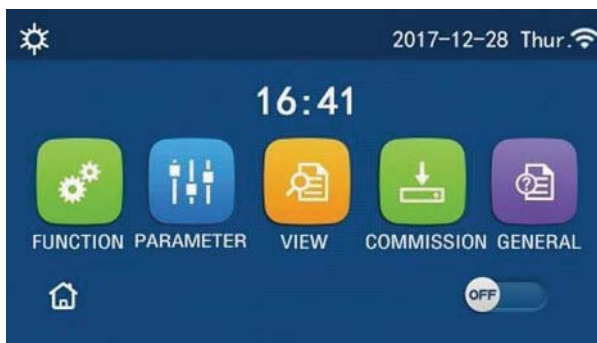 2017-12-28 Thur.
16:41
FUNCTION PARAMETER VIEW COMMISSION GENERAL
OFF